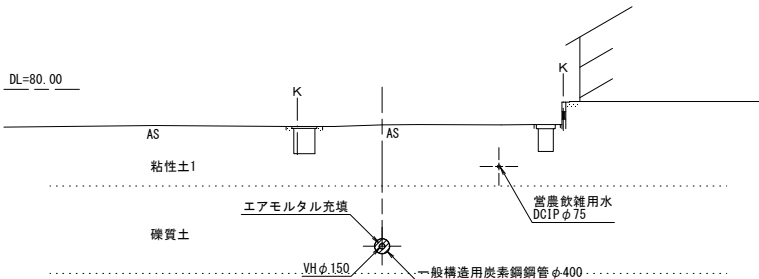 DL=80.00
K
K
AS
AS
粘性土1
エアモルタル充填
営農飲雑用水
DCIPφ75
礫質土
VHφ150
一般構造用炭素鋼鋼管φ400